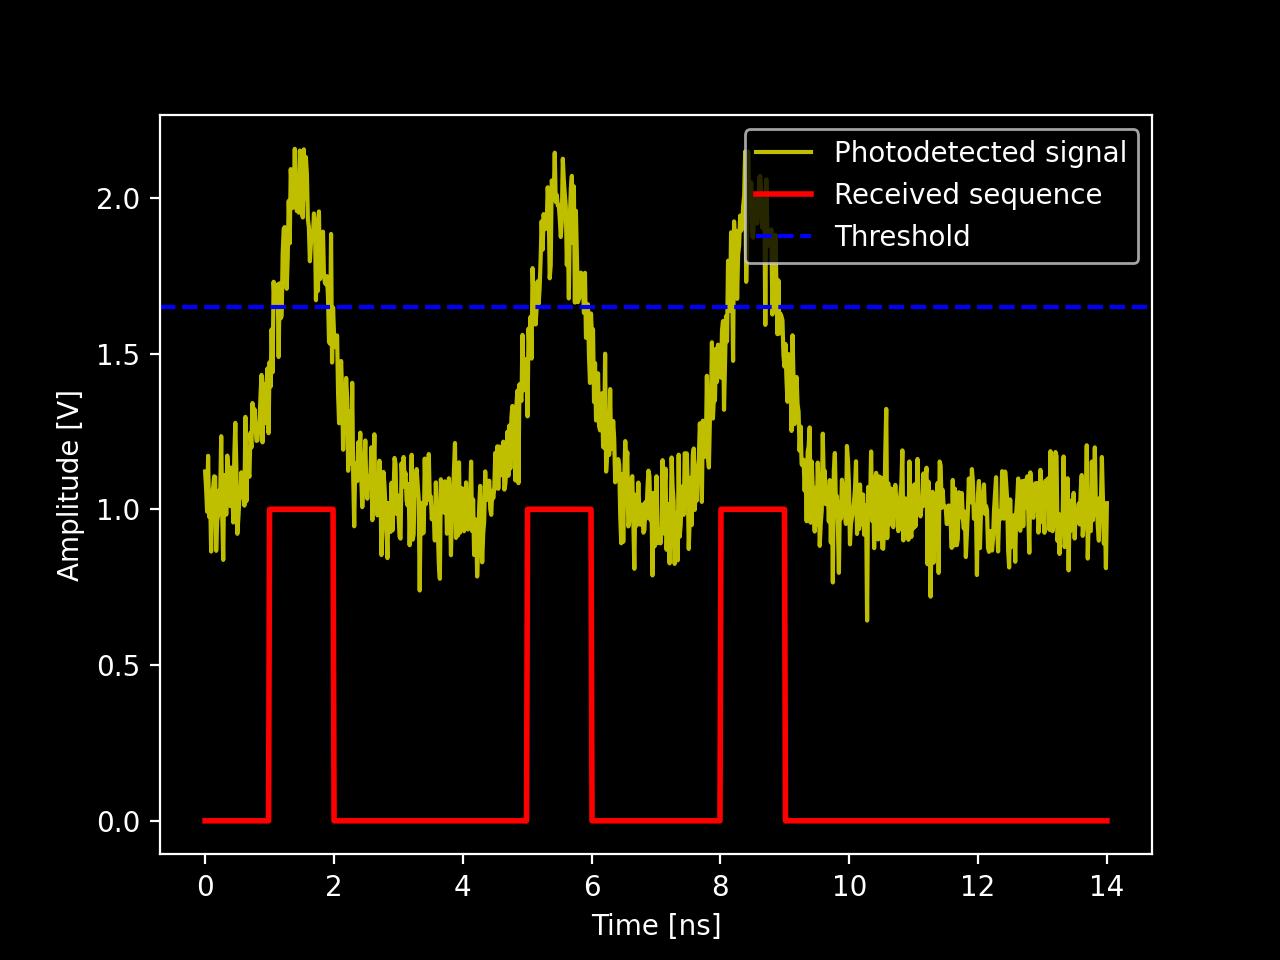 Photodetected signal
Received sequence
Threshold
2.0
1.5
1.0
0.5
0.0
Amplitude [V]
0 2 4 6 8 10 12 14
Time [ns]